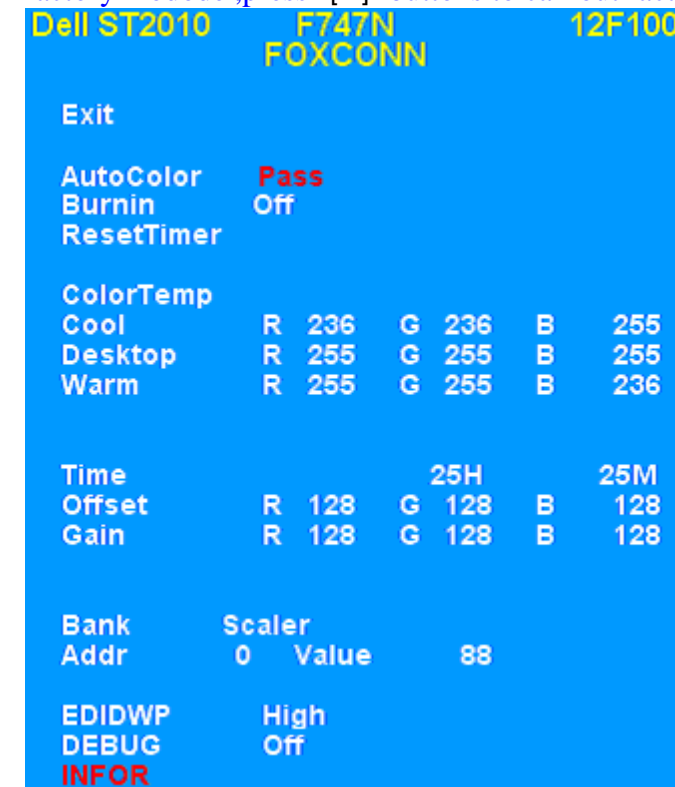 Dell ST2010 F747N 12F100
FOXCONN
Exit
AutoColor Pass
Burnin Off
ResetTimer
ColorTemp
Cool R 236 G 236 B 255
Desktop R 255 G 255 B 255
Warm R 255 G 255 B 236
Time 25H 25M
Offset R 128 G 128 B 128
Gain R 128 G 128 B 128
Bank Scaler
Addr 0 Value 88
EDIDWP High
DEBUG Off
INFOR